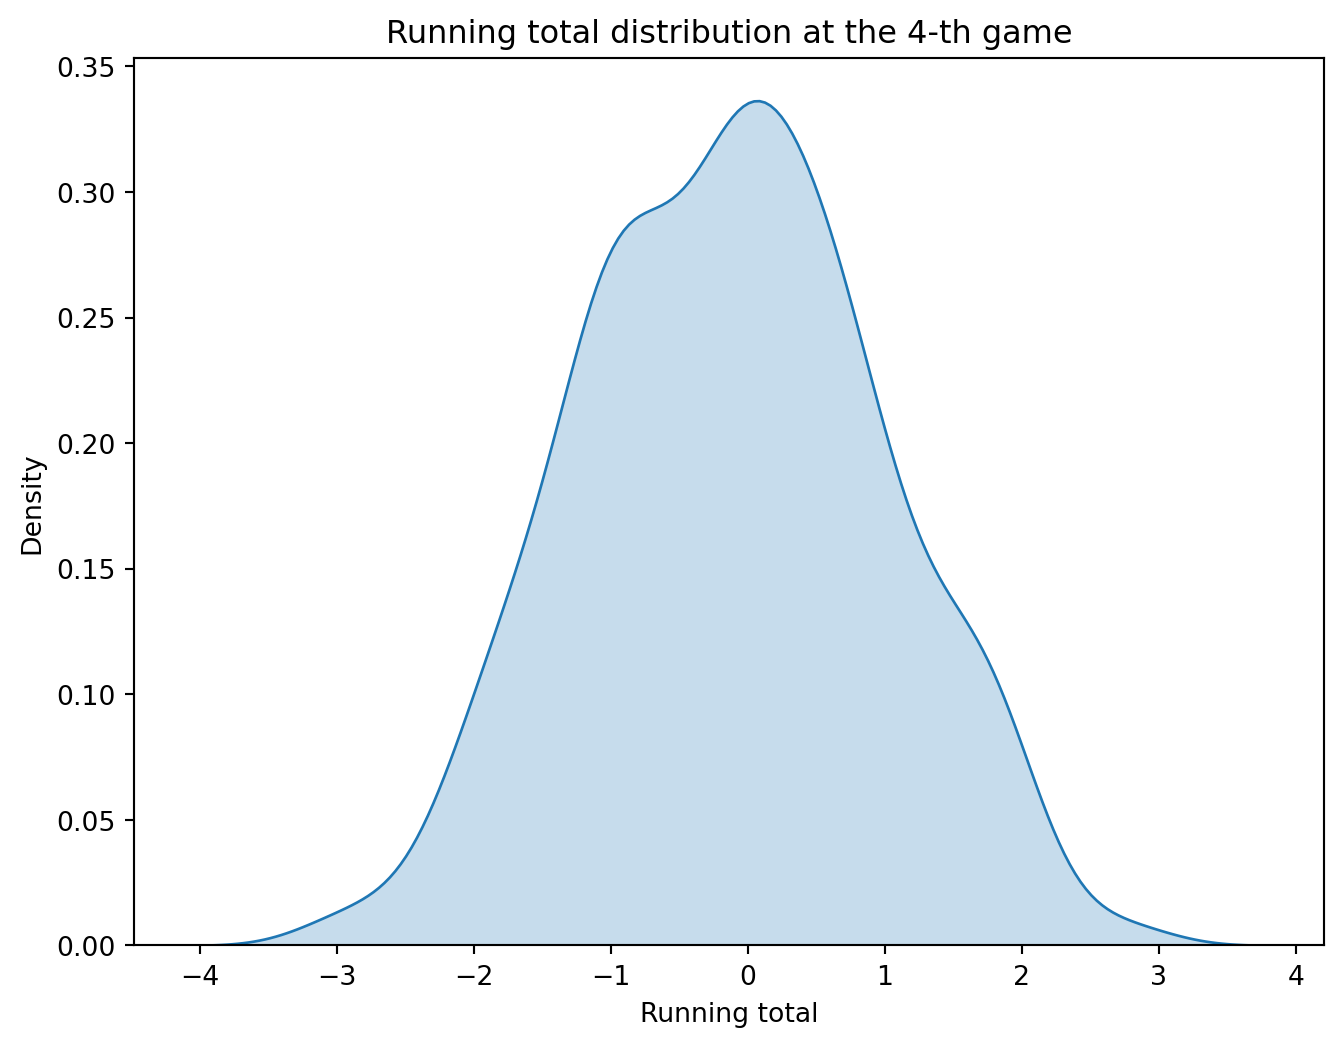 Running total distribution at the 4-th game
0.35
0.30
0.25
0.20
0.15
0.10
0.05
0.00
Density
−4 −3 −2 −1 0 1 2 3 4
Running total